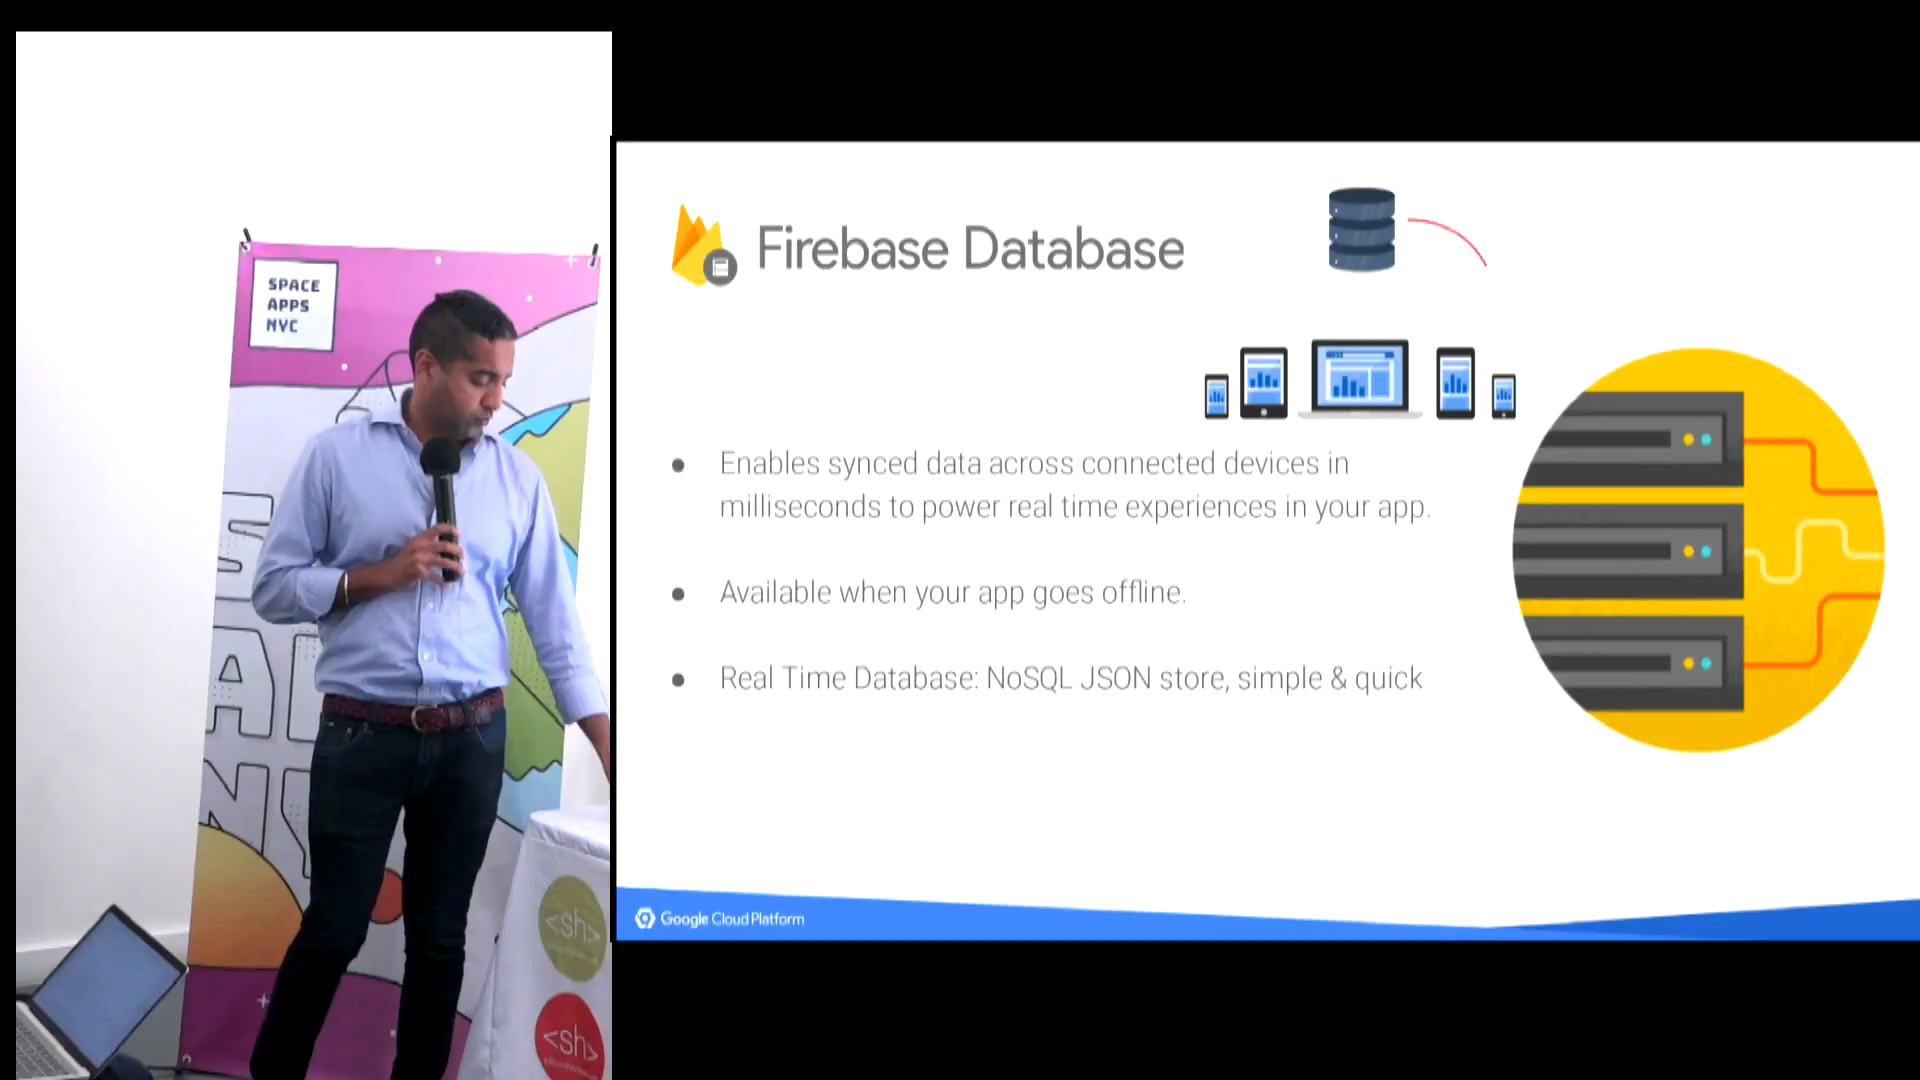 SPACE
APPS
NYC
<sh>
<sh>
Firebase Database
Enables synced data across connected devices in
milliseconds to power real time experiences in your app.
Available when your app goes offline.
Real Time Database: NoSQL JSON store, simple & quick
Google Cloud Platform